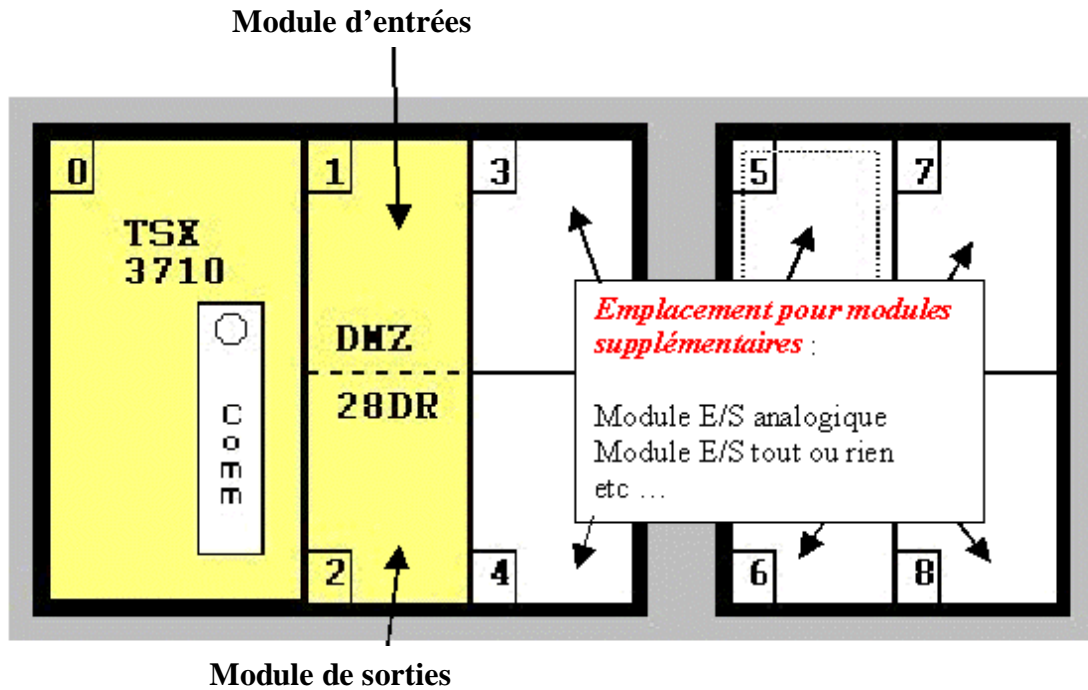 Module d'entrées
0
1
3
5
7
TSX
3710
DMZ
28DR
Comm
Emplacement pour modules
supplémentaires :
Module E/S analogique
Module E/S tout ou rien
etc ...
2
4
6
8
Module de sorties